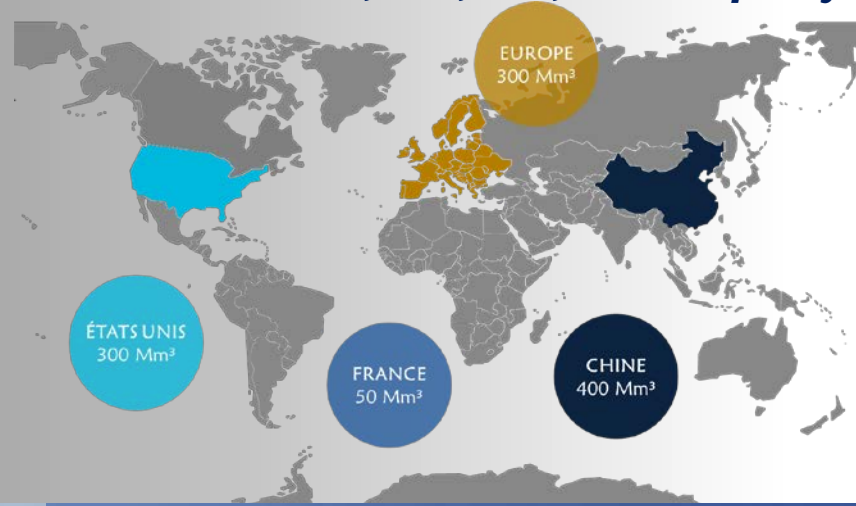 EUROPE
300 Mm³
ÉTATS UNIS
300 Mm³
FRANCE
50 Mm³
CHINE
400 Mm³